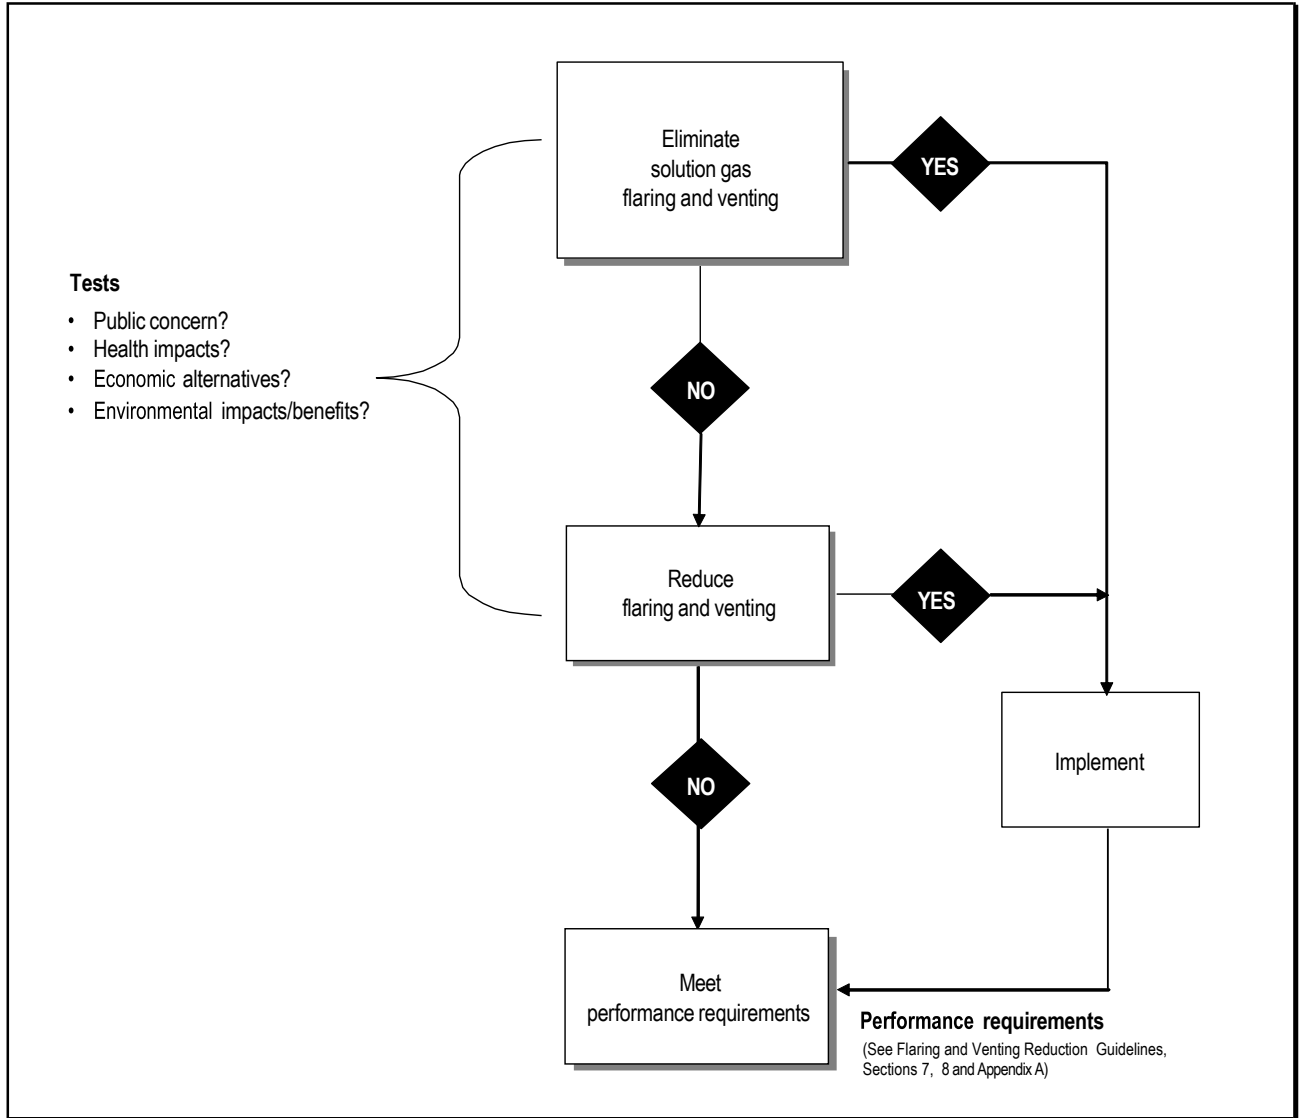 Eliminate
solution gas
flaring and venting
YES
Tests
• Public concern?
• Health impacts?
• Economic alternatives?
• Environmental impacts/benefits?
NO
Reduce
flaring and venting
YES
Implement
NO
Meet
performance requirements
Performance requirements
(See Flaring and Venting Reduction Guidelines,
Sections 7, 8 and Appendix A)